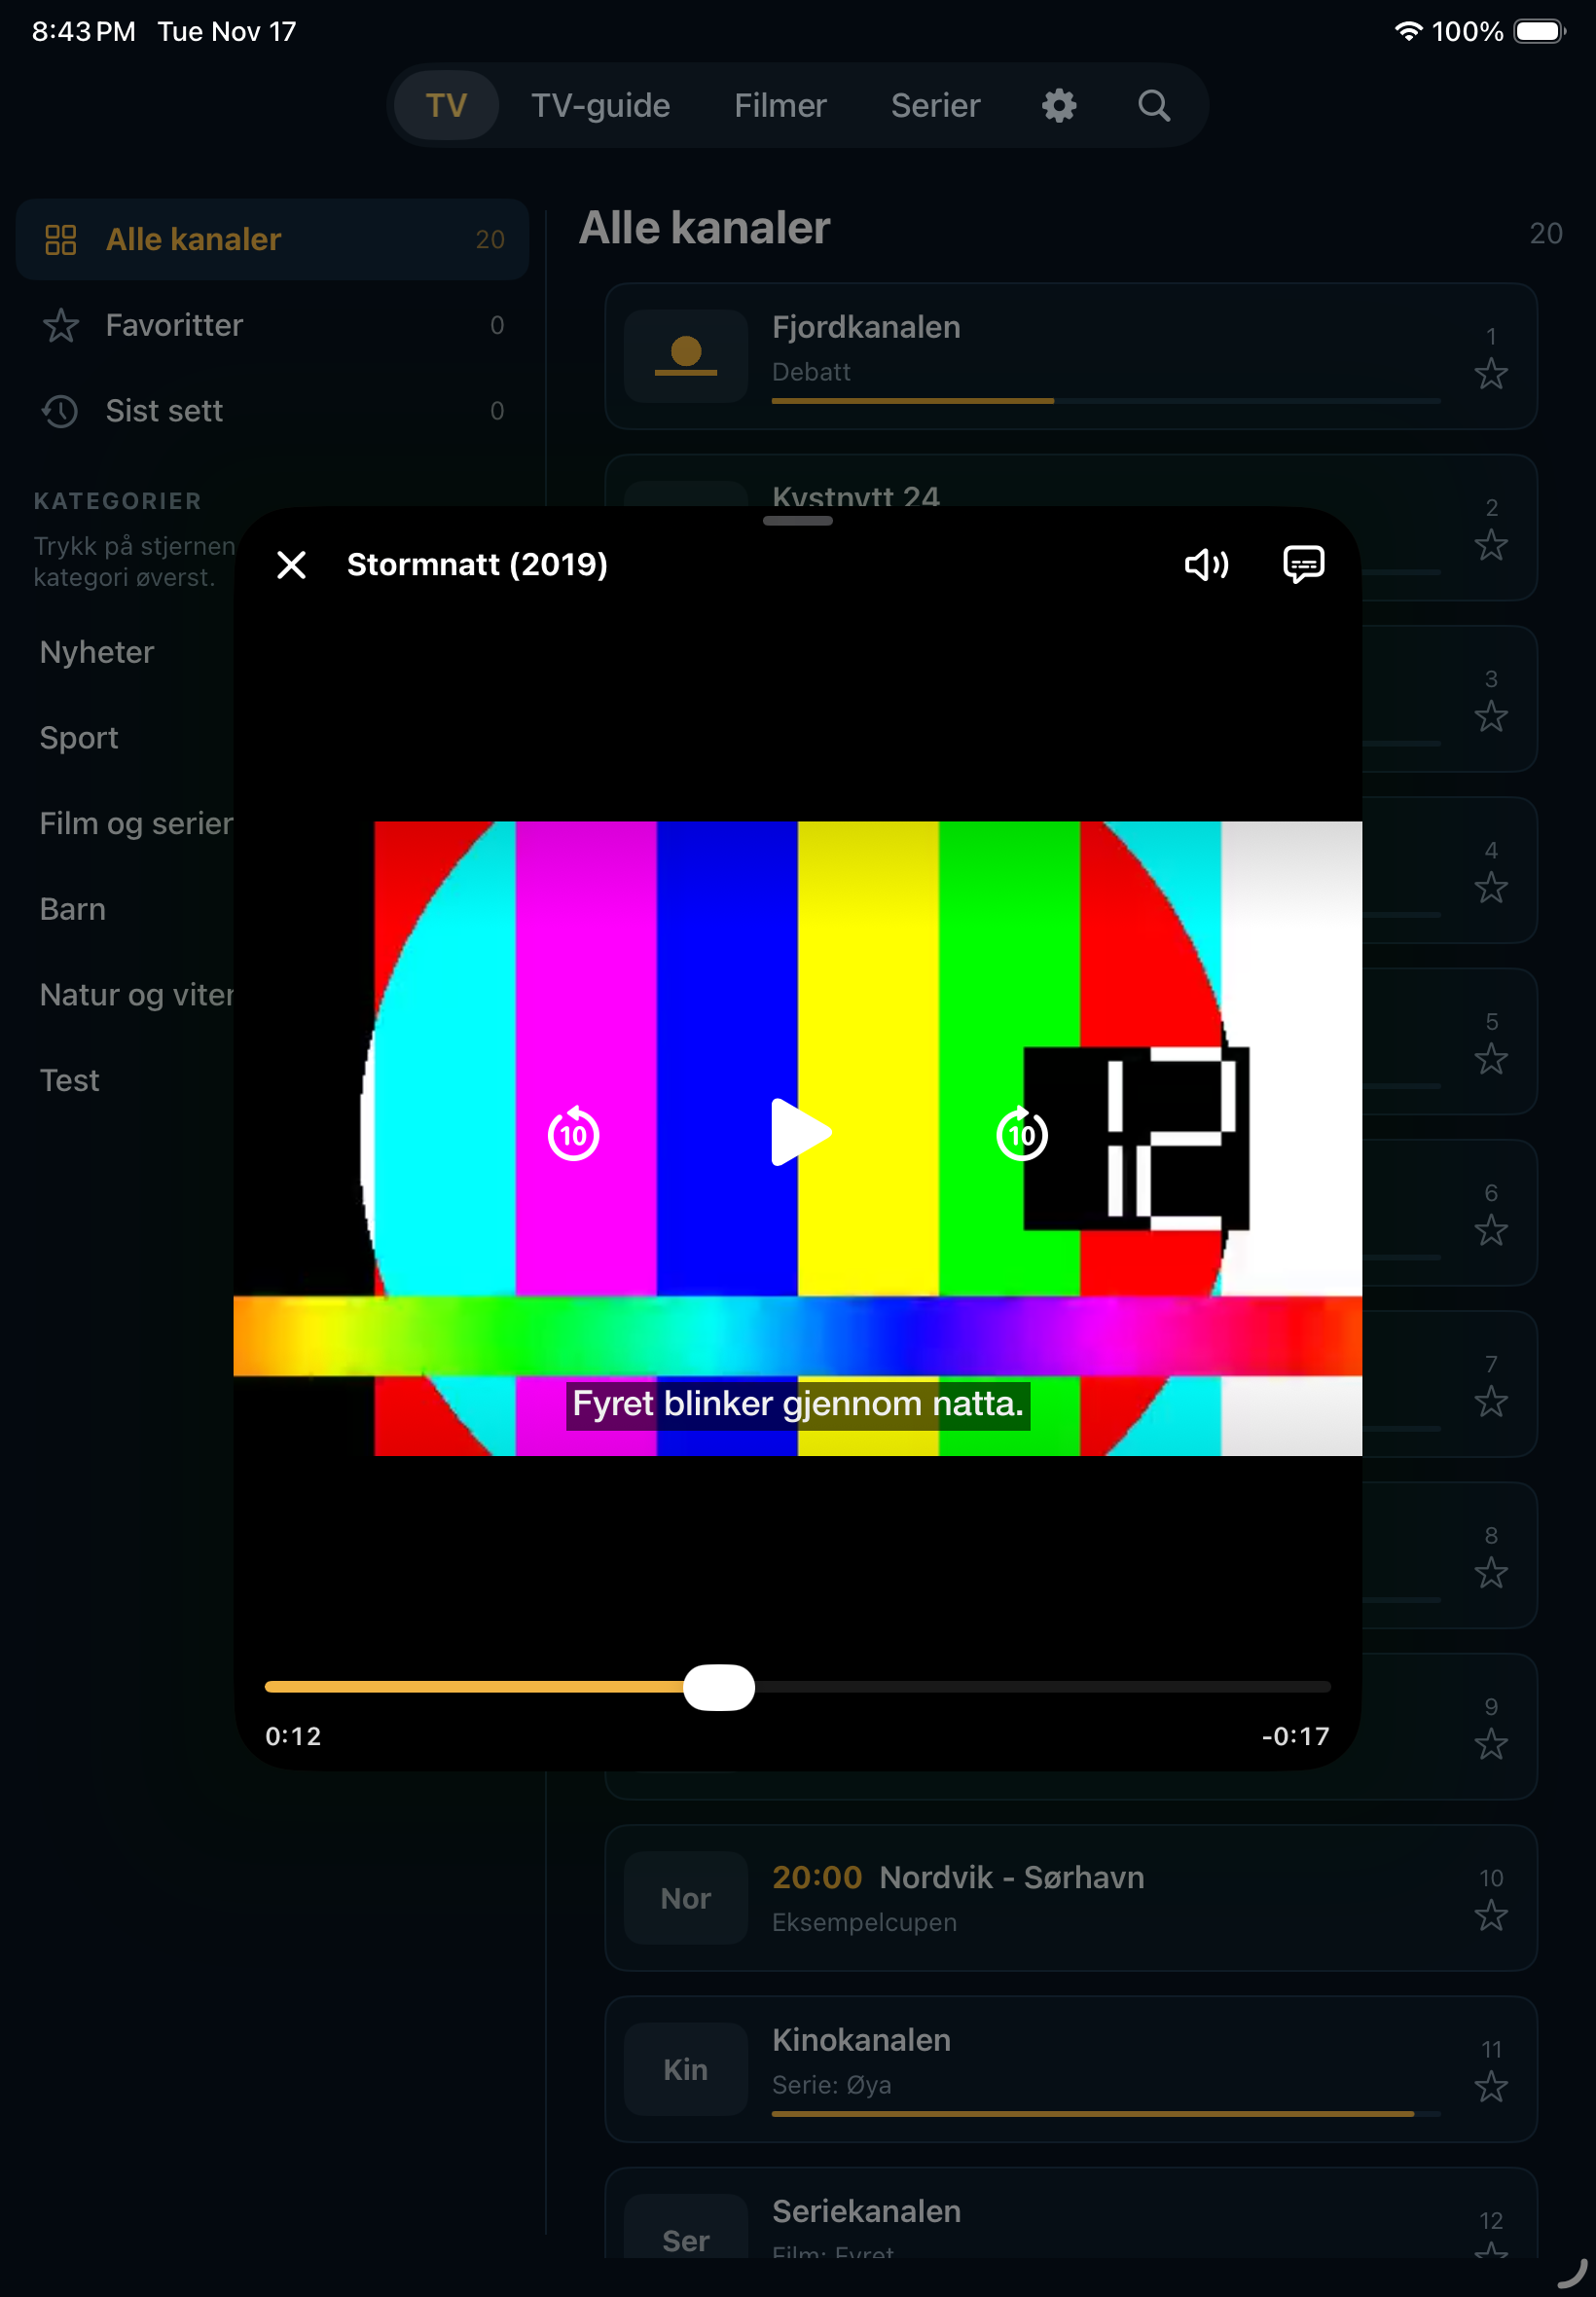 8:43 PM Tue Nov 17
100%
TV TV-guide Filmer Serier
Alle kanaler 20
Favoritter 0
Sist sett 0
KATEGORIER
Trykk på stjernen
kategori øverst.
Nyheter
Sport
Film og serier
Barn
Natur og viten
Test
Alle kanaler 20
Fjordkanalen 1
Debatt
Kystnytt 24 2
3
4
5
6
7
8
9
Stormnatt (2019)
10
10
12
Fyret blinker gjennom natta.
0:12 -0:17
Nor
20:00 Nordvik - Sørhavn 10
Eksempelcupen
Kin
Kinokanalen 11
Serie: Øya
Ser
Seriekanalen 12
Film: Fyret